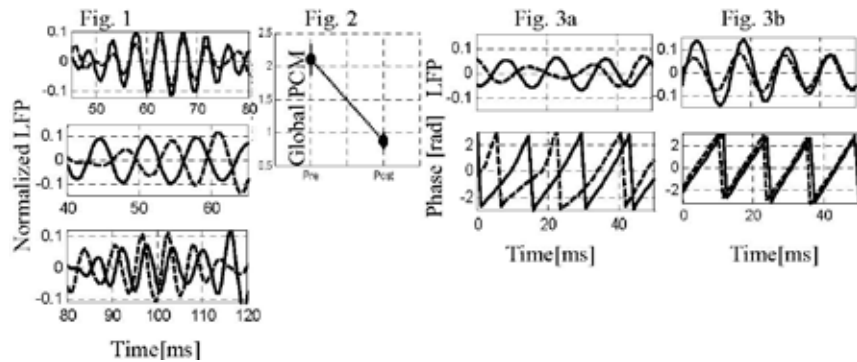 Fig. 1
Fig. 2
Fig. 3a
Fig. 3b
Normalized LFP
0.1
0
-0.1
50 60 70 80
0.1
0
-0.1
40 50 60
0.1
0
-0.1
80 90 100 110 120
Time[ms]
Global PCM
2.5
2
1.5
1
Pre
Post
LFP
0.1
0
-0.1
Phase [rad]
2
0
-2
0 20 40
Time[ms]
0.1
0
-0.1
2
0
-2
0 20 40
Time[ms]